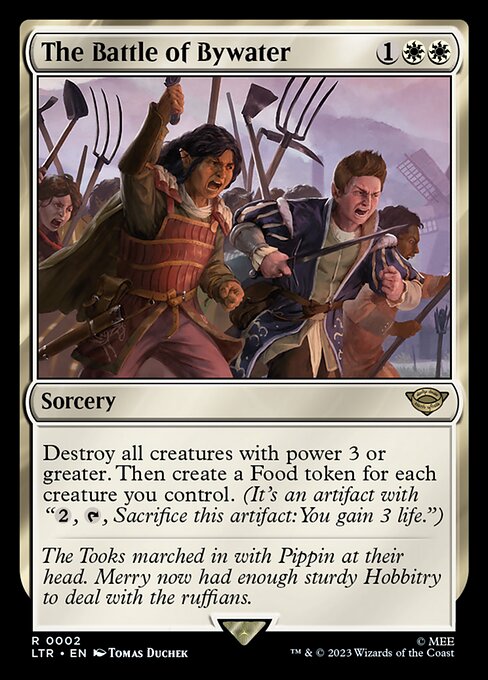 The Battle of Bywater 1
Sorcery
Destroy all creatures with power 3 or
greater. Then create a Food token for each
creature you control. (It's an artifact with
“2, , Sacrifice this artifact: You gain 3 life.”)
The Tooks marched in with Pippin at their
head. Merry now had enough sturdy Hobbitry
to deal with the ruffians.
R 0002
LTR • EN Tomas Duchek
© MEE
™ & © 2023 Wizards of the Coast